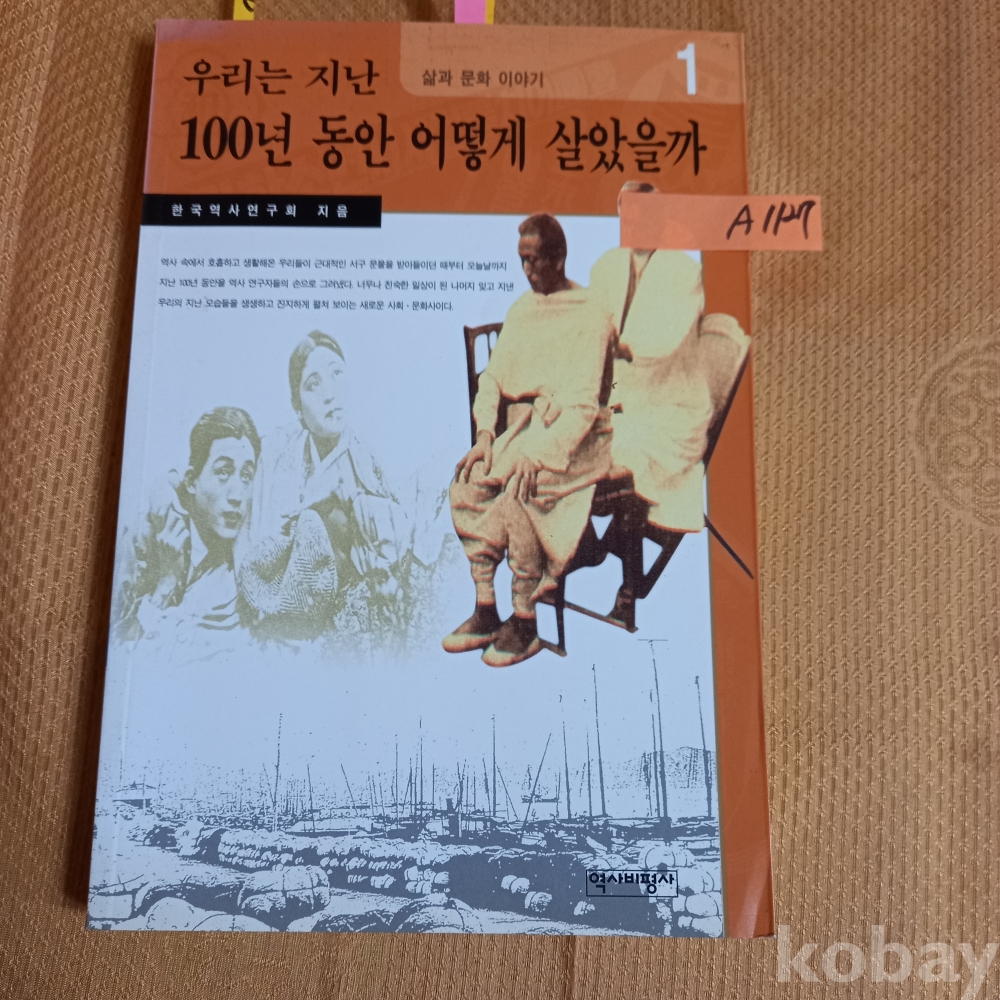 우리는 지난
삶과 문화 이야기
1
100년 동안 어떻게 살았을까
한국역사연구회 지음
A1127
역사 속에서 호흡하고 생활해온 우리들이 근대적인 서구 문물을 받아들이던 때부터 오늘날까지
지난 100년 동안을 역사 연구자들의 손으로 그려냈다. 너무나 친숙한 일상이 된 나머지 잊고 지낸
우리의 지난 모습들을 생생하고 진지하게 펼쳐 보이는 새로운 사회·문화사이다.
역사비평사
kobay